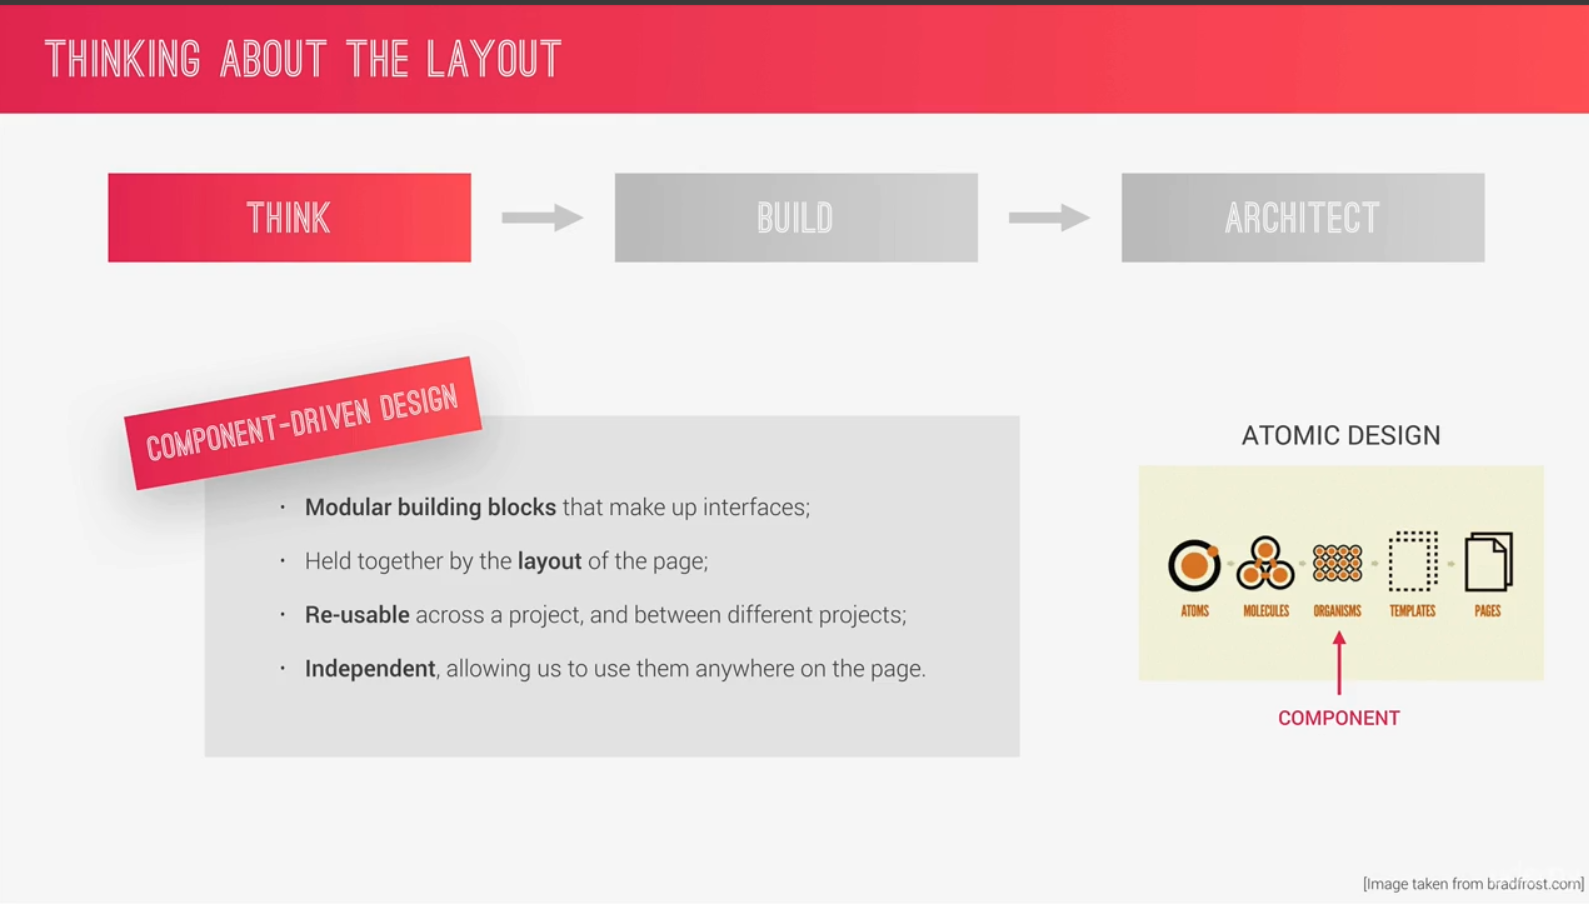 THINKING ABOUT THE LAYOUT
THINK
BUILD
ARCHITECT
COMPONENT-DRIVEN DESIGN
· Modular building blocks that make up interfaces;
· Held together by the layout of the page;
· Re-usable across a project, and between different projects;
· Independent, allowing us to use them anywhere on the page.
ATOMIC DESIGN
ATOMS MOLECULES ORGANISMS TEMPLATES PAGES
COMPONENT
[Image taken from bradfrost.com]